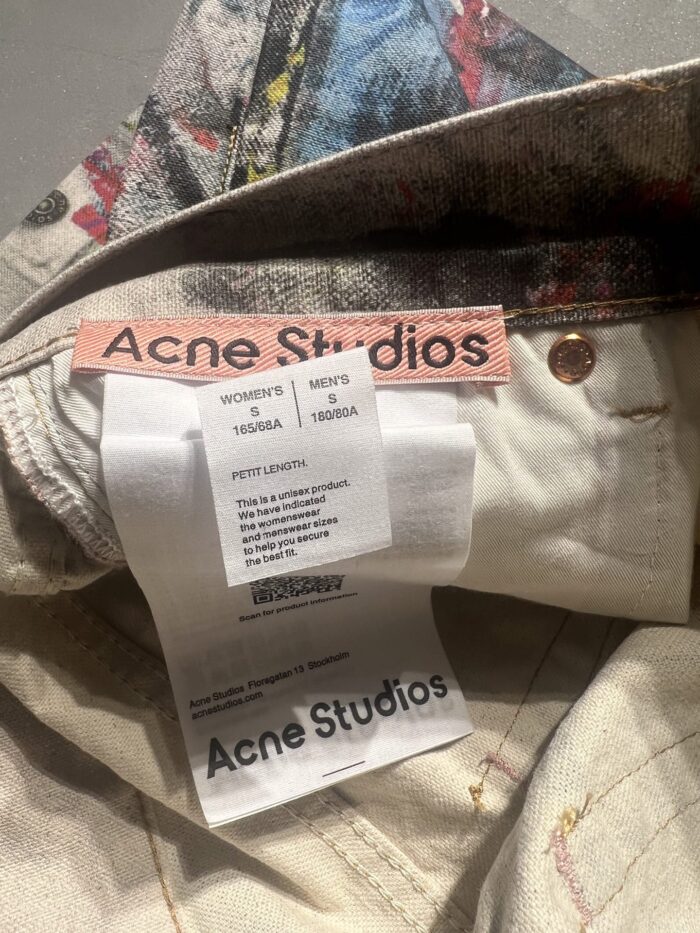 Acne Studios
WOMEN'S
S
165/68A
MEN'S
S
180/80A
PETIT LENGTH.
This is a unisex product.
We have indicated
the womenswear
and menswear sizes
to help you secure
the best fit.
Scan for product information
Acne Studios Floragatan 13 Stockholm
acnestudios.com
Acne Studios